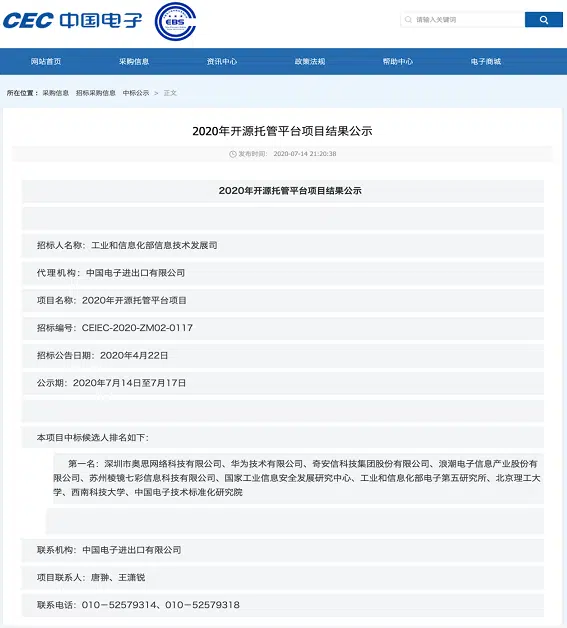 CEC 中国电子
EBS
请输入关键词
网站首页 采购信息 资讯中心 政策法规 帮助中心 电子商城
所在位置： 采购信息 招标采购信息 中标公示 > 正文
2020年开源托管平台项目结果公示
发布时间： 2020-07-14 21:20:38
2020年开源托管平台项目结果公示
招标人名称：工业和信息化部信息技术发展司
代理机构：中国电子进出口有限公司
项目名称：2020年开源托管平台项目
招标编号：CEIEC-2020-ZM02-0117
招标公告日期：2020年4月22日
公示期：2020年7月14日至7月17日
本项目中标候选人排名如下：
第一名：深圳市奥思网络科技有限公司、华为技术有限公司、奇安信科技集团股份有限公司、浪潮电子信息产业股份有
限公司、苏州棱镜七彩信息科技有限公司、国家工业信息安全发展研究中心、工业和信息化部电子第五研究所、北京理工大
学、西南科技大学、中国电子技术标准化研究院
联系机构：中国电子进出口有限公司
项目联系人：唐翀、王潇锐
联系电话：010－52579314、010－52579318